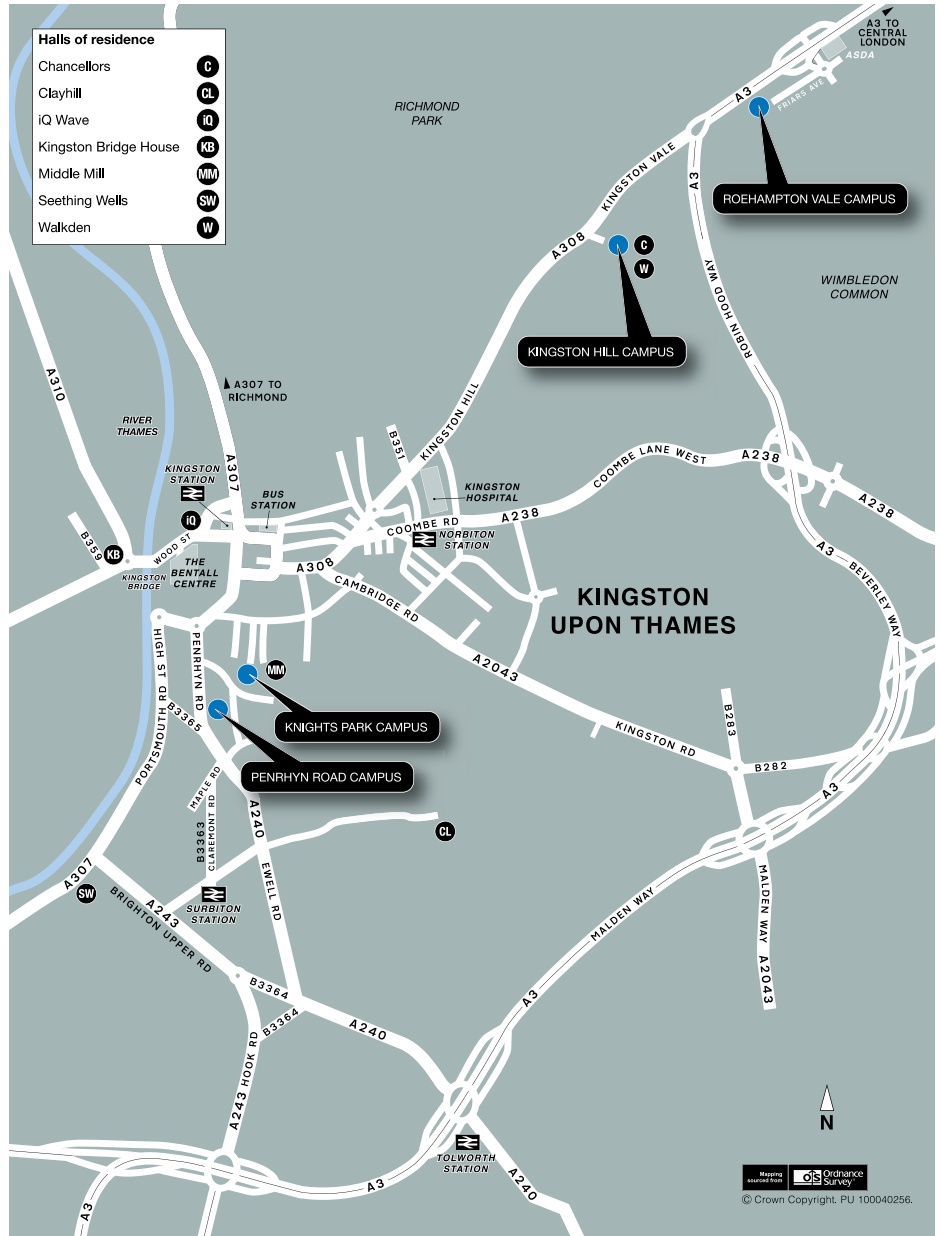 Halls of residence
Chancellors C
Clayhill CL
iQ Wave iQ
Kingston Bridge House KB
Middle Mill MM
Seething Wells SW
Walkden W
A3 TO
CENTRAL
LONDON
ASDA
FRIARS AVE
A3
RICHMOND
PARK
KINGSTON VALE
A3
ROEHAMPTON VALE CAMPUS
A308
C
W
ROBIN HOOD WAY
WIMBLEDON
COMMON
KINGSTON HILL CAMPUS
A310
A307 TO
RICHMOND
RIVER
THAMES
KINGSTON HILL
B351
A307
KINGSTON
STATION
BUS
STATION
KINGSTON
HOSPITAL
COOMBE LANE WEST
A238
A238
iQ
COOMBE RD
A238
NORBITON
STATION
B359
KB
WOOD ST
KINGSTON
BRIDGE
THE
BENTALL
CENTRE
A308
CAMBRIDGE RD
A3
BEVERLEY WAY
KINGSTON
UPON THAMES
HIGH ST
PENRHYN RD
A2043
MM
KNIGHTS PARK CAMPUS
B3365
PORTSMOUTH RD
PENRHYN ROAD CAMPUS
KINGSTON RD
B283
B282
A3
MAPLE RD
A240
B3363
CLAREMONT RD
CL
EWELL RD
A307
SW
A243
SURBITON
STATION
BRIGHTON UPPER RD
MALDEN WAY
MALDEN WAY
A2043
B3364
B3364
A240
A3
A243 HOOK RD
N
TOLWORTH
STATION
A240
A3
A3
Mapping
sourced from
OS Ordnance
Survey
© Crown Copyright. PU 100040256.